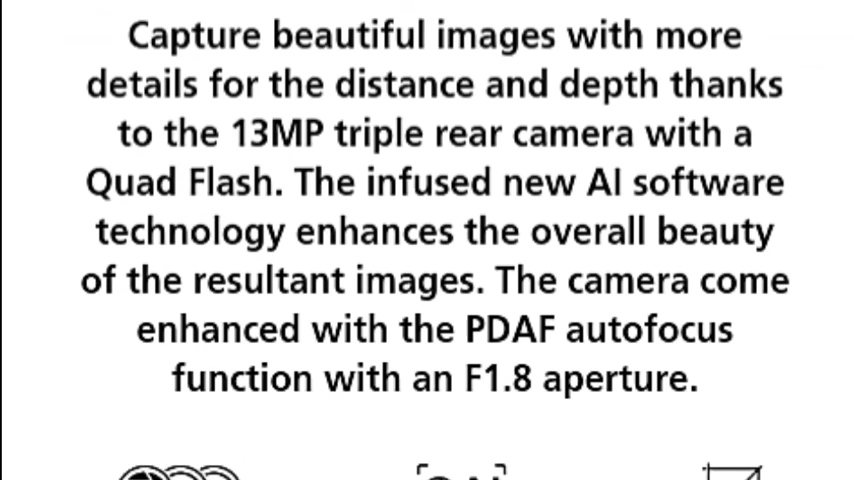 Capture beautiful images with more
details for the distance and depth thanks
to the 13MP triple rear camera with a
Quad Flash. The infused new AI software
technology enhances the overall beauty
of the resultant images. The camera come
enhanced with the PDAF autofocus
function with an F1.8 aperture.